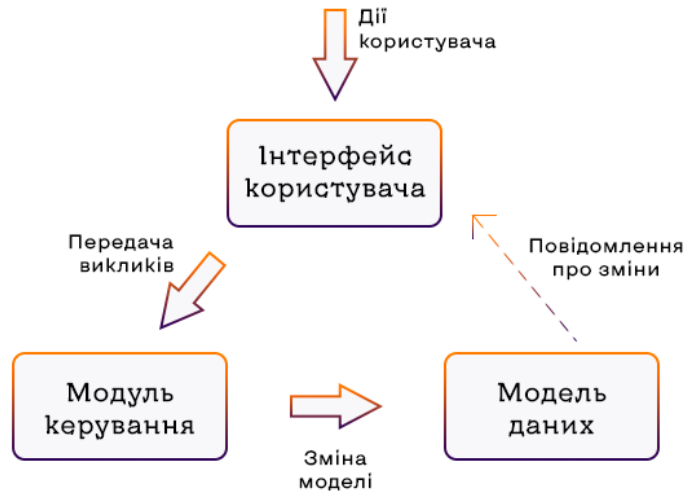 Дії
користувача
Інтерфейс
користувача
Передача
викликів
Повідомлення
про зміни
Модуль
керування
Зміна
моделі
Модель
даних